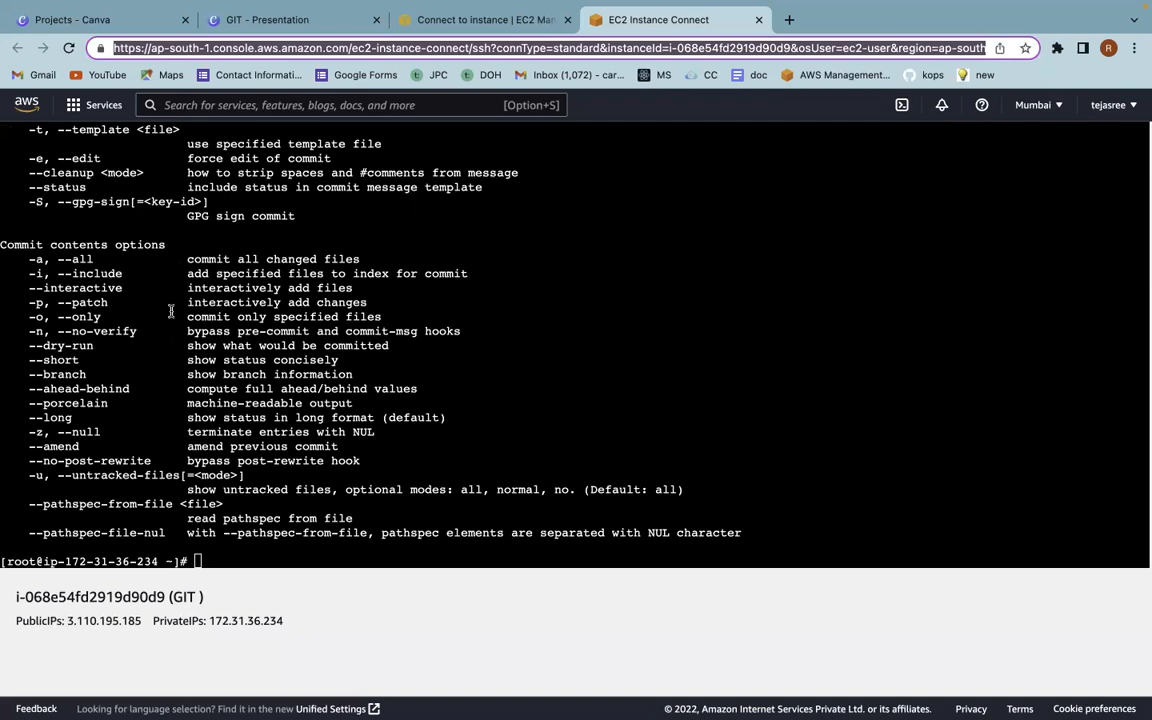 Projects - Canva
GIT - Presentation
Connect to instance | EC2 Man
EC2 Instance Connect
https://ap-south-1.console.aws.amazon.com/ec2-instance-connect/ssh?connType=standard&instanceId=i-068e54fd2919d90d9&osUser=ec2-user&region=ap-south
R
Gmail
YouTube
Maps
Contact Informati...
Google Forms
JPC
DOH
Inbox (1,072) - car...
MS
CC
doc
AWS Management...
kops
new
aws
Services
Search for services, features, blogs, docs, and more
[Option+S]
Mumbai
tejasree
-t, --template <file>
use specified template file
-e, --edit force edit of commit
--cleanup <mode> how to strip spaces and #comments from message
--status include status in commit message template
-S, --gpg-sign[=<key-id>]
GPG sign commit
Commit contents options
-a, --all commit all changed files
-i, --include add specified files to index for commit
--interactive interactively add files
-p, --patch interactively add changes
-o, --only commit only specified files
-n, --no-verify bypass pre-commit and commit-msg hooks
--dry-run show what would be committed
--short show status concisely
--branch show branch information
--ahead-behind compute full ahead/behind values
--porcelain machine-readable output
--long show status in long format (default)
-z, --null terminate entries with NUL
--amend amend previous commit
--no-post-rewrite bypass post-rewrite hook
-u, --untracked-files[=<mode>]
show untracked files, optional modes: all, normal, no. (Default: all)
--pathspec-from-file <file>
read pathspec from file
--pathspec-file-nul with --pathspec-from-file, pathspec elements are separated with NUL character
[root@ip-172-31-36-234 ~]#
i-068e54fd2919d90d9 (GIT )
PublicIPs: 3.110.195.185 PrivateIPs: 172.31.36.234
Feedback
Looking for language selection? Find it in the new Unified Settings
© 2022, Amazon Internet Services Private Ltd. or its affiliates.
Privacy
Terms
Cookie preferences